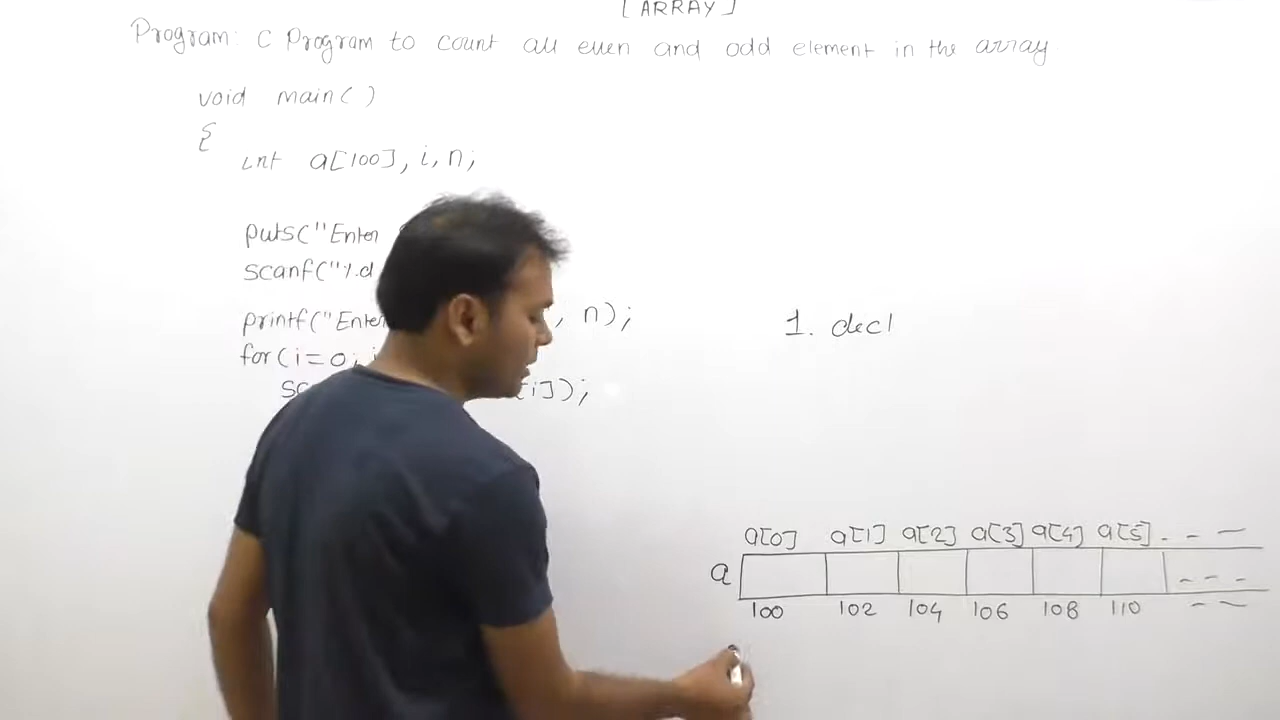 [ARRAY]
Program: C Program to count all even and odd element in the array
void main()
{
int a[100], i, n;
puts("Enter
scanf("%d
printf("Enter , n);
for(i=0; i
sc [i]);
1. decl
a[0] a[1] a[2] a[3] a[4] a[5] - - -
a - - -
100 102 104 106 108 110 - -